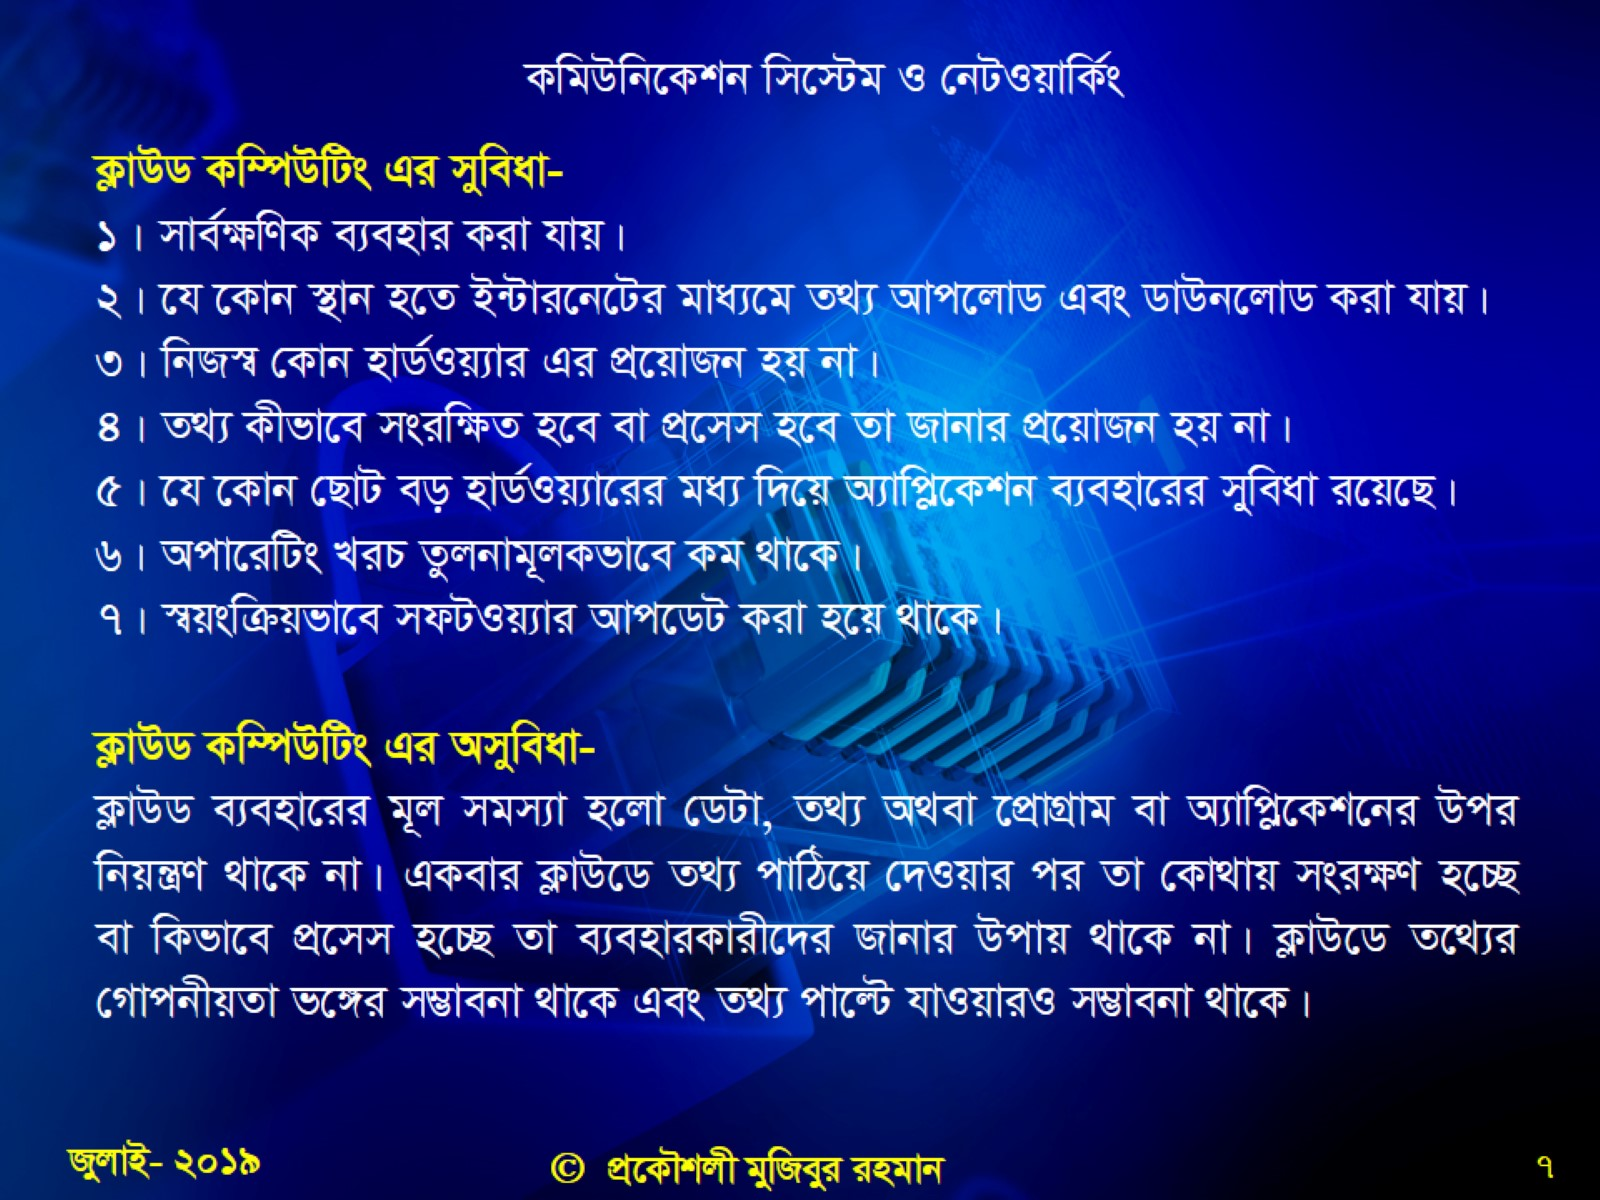 কমিউনিকেশন সিস্টেম ও নেটওয়ার্কিং
ক্লাউড কম্পিউটিং এর সুবিধা-
১। সার্বক্ষণিক ব্যবহার করা যায়।
২। যে কোন স্থান হতে ইন্টারনেটের মাধ্যমে তথ্য আপলোড এবং ডাউনলোড করা যায়।
৩। নিজস্ব কোন হার্ডওয়্যার এর প্রয়োজন হয় না।
৪। তথ্য কীভাবে সংরক্ষিত হবে বা প্রসেস হবে তা জানার প্রয়োজন হয় না।
৫। যে কোন ছোট বড় হার্ডওয়্যারের মধ্য দিয়ে অ্যাপ্লিকেশন ব্যবহারের সুবিধা রয়েছে।
৬। অপারেটিং খরচ তুলনামূলকভাবে কম থাকে।
৭। স্বয়ংক্রিয়ভাবে সফটওয়্যার আপডেট করা হয়ে থাকে।
ক্লাউড কম্পিউটিং এর অসুবিধা-
ক্লাউড ব্যবহারের মূল সমস্যা হলো ডেটা, তথ্য অথবা প্রোগ্রাম বা অ্যাপ্লিকেশনের উপর
নিয়ন্ত্রণ থাকে না। একবার ক্লাউডে তথ্য পাঠিয়ে দেওয়ার পর তা কোথায় সংরক্ষণ হচ্ছে
বা কিভাবে প্রসেস হচ্ছে তা ব্যবহারকারীদের জানার উপায় থাকে না। ক্লাউডে তথ্যের
গোপনীয়তা ভঙ্গের সম্ভাবনা থাকে এবং তথ্য পাল্টে যাওয়ারও সম্ভাবনা থাকে।
জুলাই- ২০১৯
© প্রকৌশলী মুজিবুর রহমান
৭